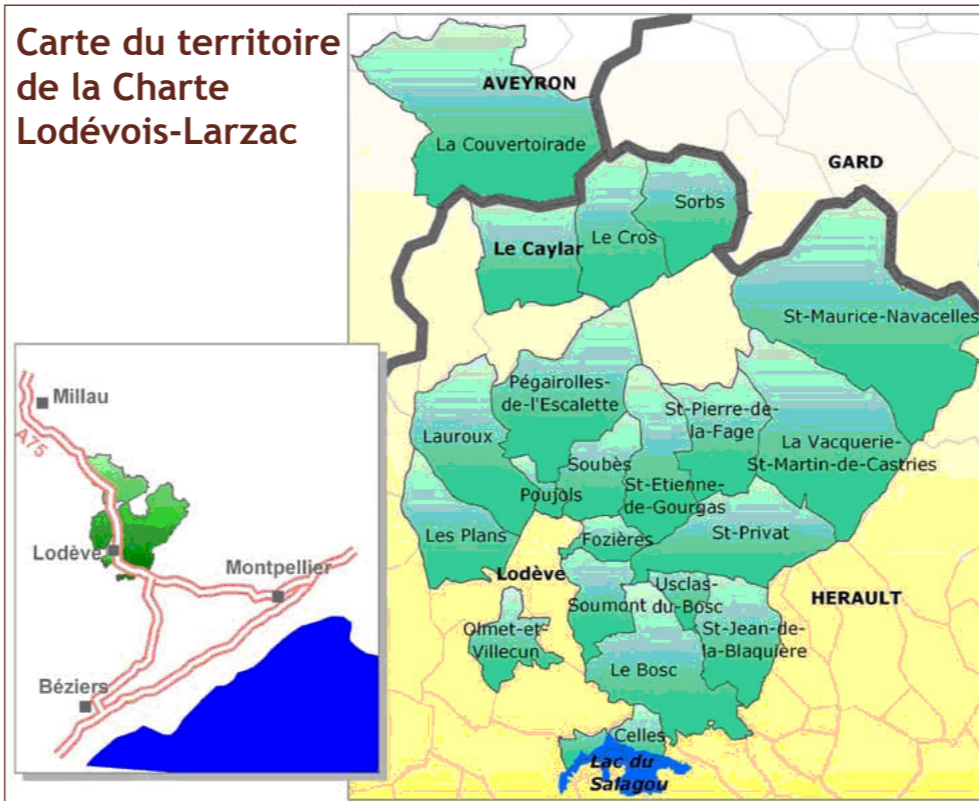 Carte du territoire
de la Charte
Lodévois-Larzac
AVEYRON
La Couvertoirade
GARD
Sorbs
Le Cros
Le Caylar
St-Maurice-Navacelles
Pégairolles-
de-l'Escalette
St-Pierre-de-
la-Fage
Lauroux
La Vacquerie-
St-Martin-de-Castries
Soubès
Poujols
St-Etienne-
de-Gourgas
Les Plans
St-Privat
Fozières
Lodève
Usclas-
du-Bosc
HERAULT
Soumont
Olmet-et-
Villecun
St-Jean-de-
la-Blaquière
Le Bosc
Celles
Lac du
Salagou
Millau
A75
Lodève
Montpellier
Béziers